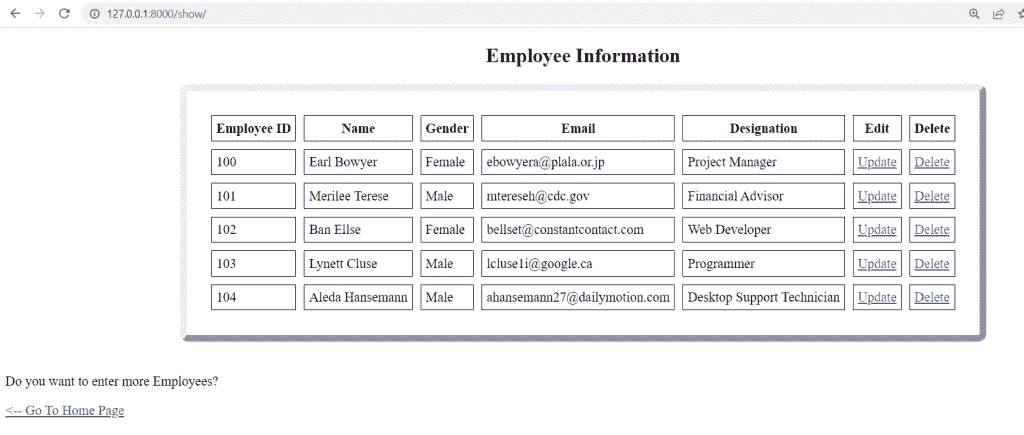 127.0.0.1:8000/show/
Employee Information
Employee ID Name Gender Email Designation Edit Delete
100 Earl Bowyer Female ebowyera@plala.or.jp Project Manager Update Delete
101 Merilee Terese Male mtereseh@cdc.gov Financial Advisor Update Delete
102 Ban Ellse Female bellset@constantcontact.com Web Developer Update Delete
103 Lynett Cluse Male lcluse1i@google.ca Programmer Update Delete
104 Aleda Hansemann Male ahansemann27@dailymotion.com Desktop Support Technician Update Delete
Do you want to enter more Employees?
<-- Go To Home Page